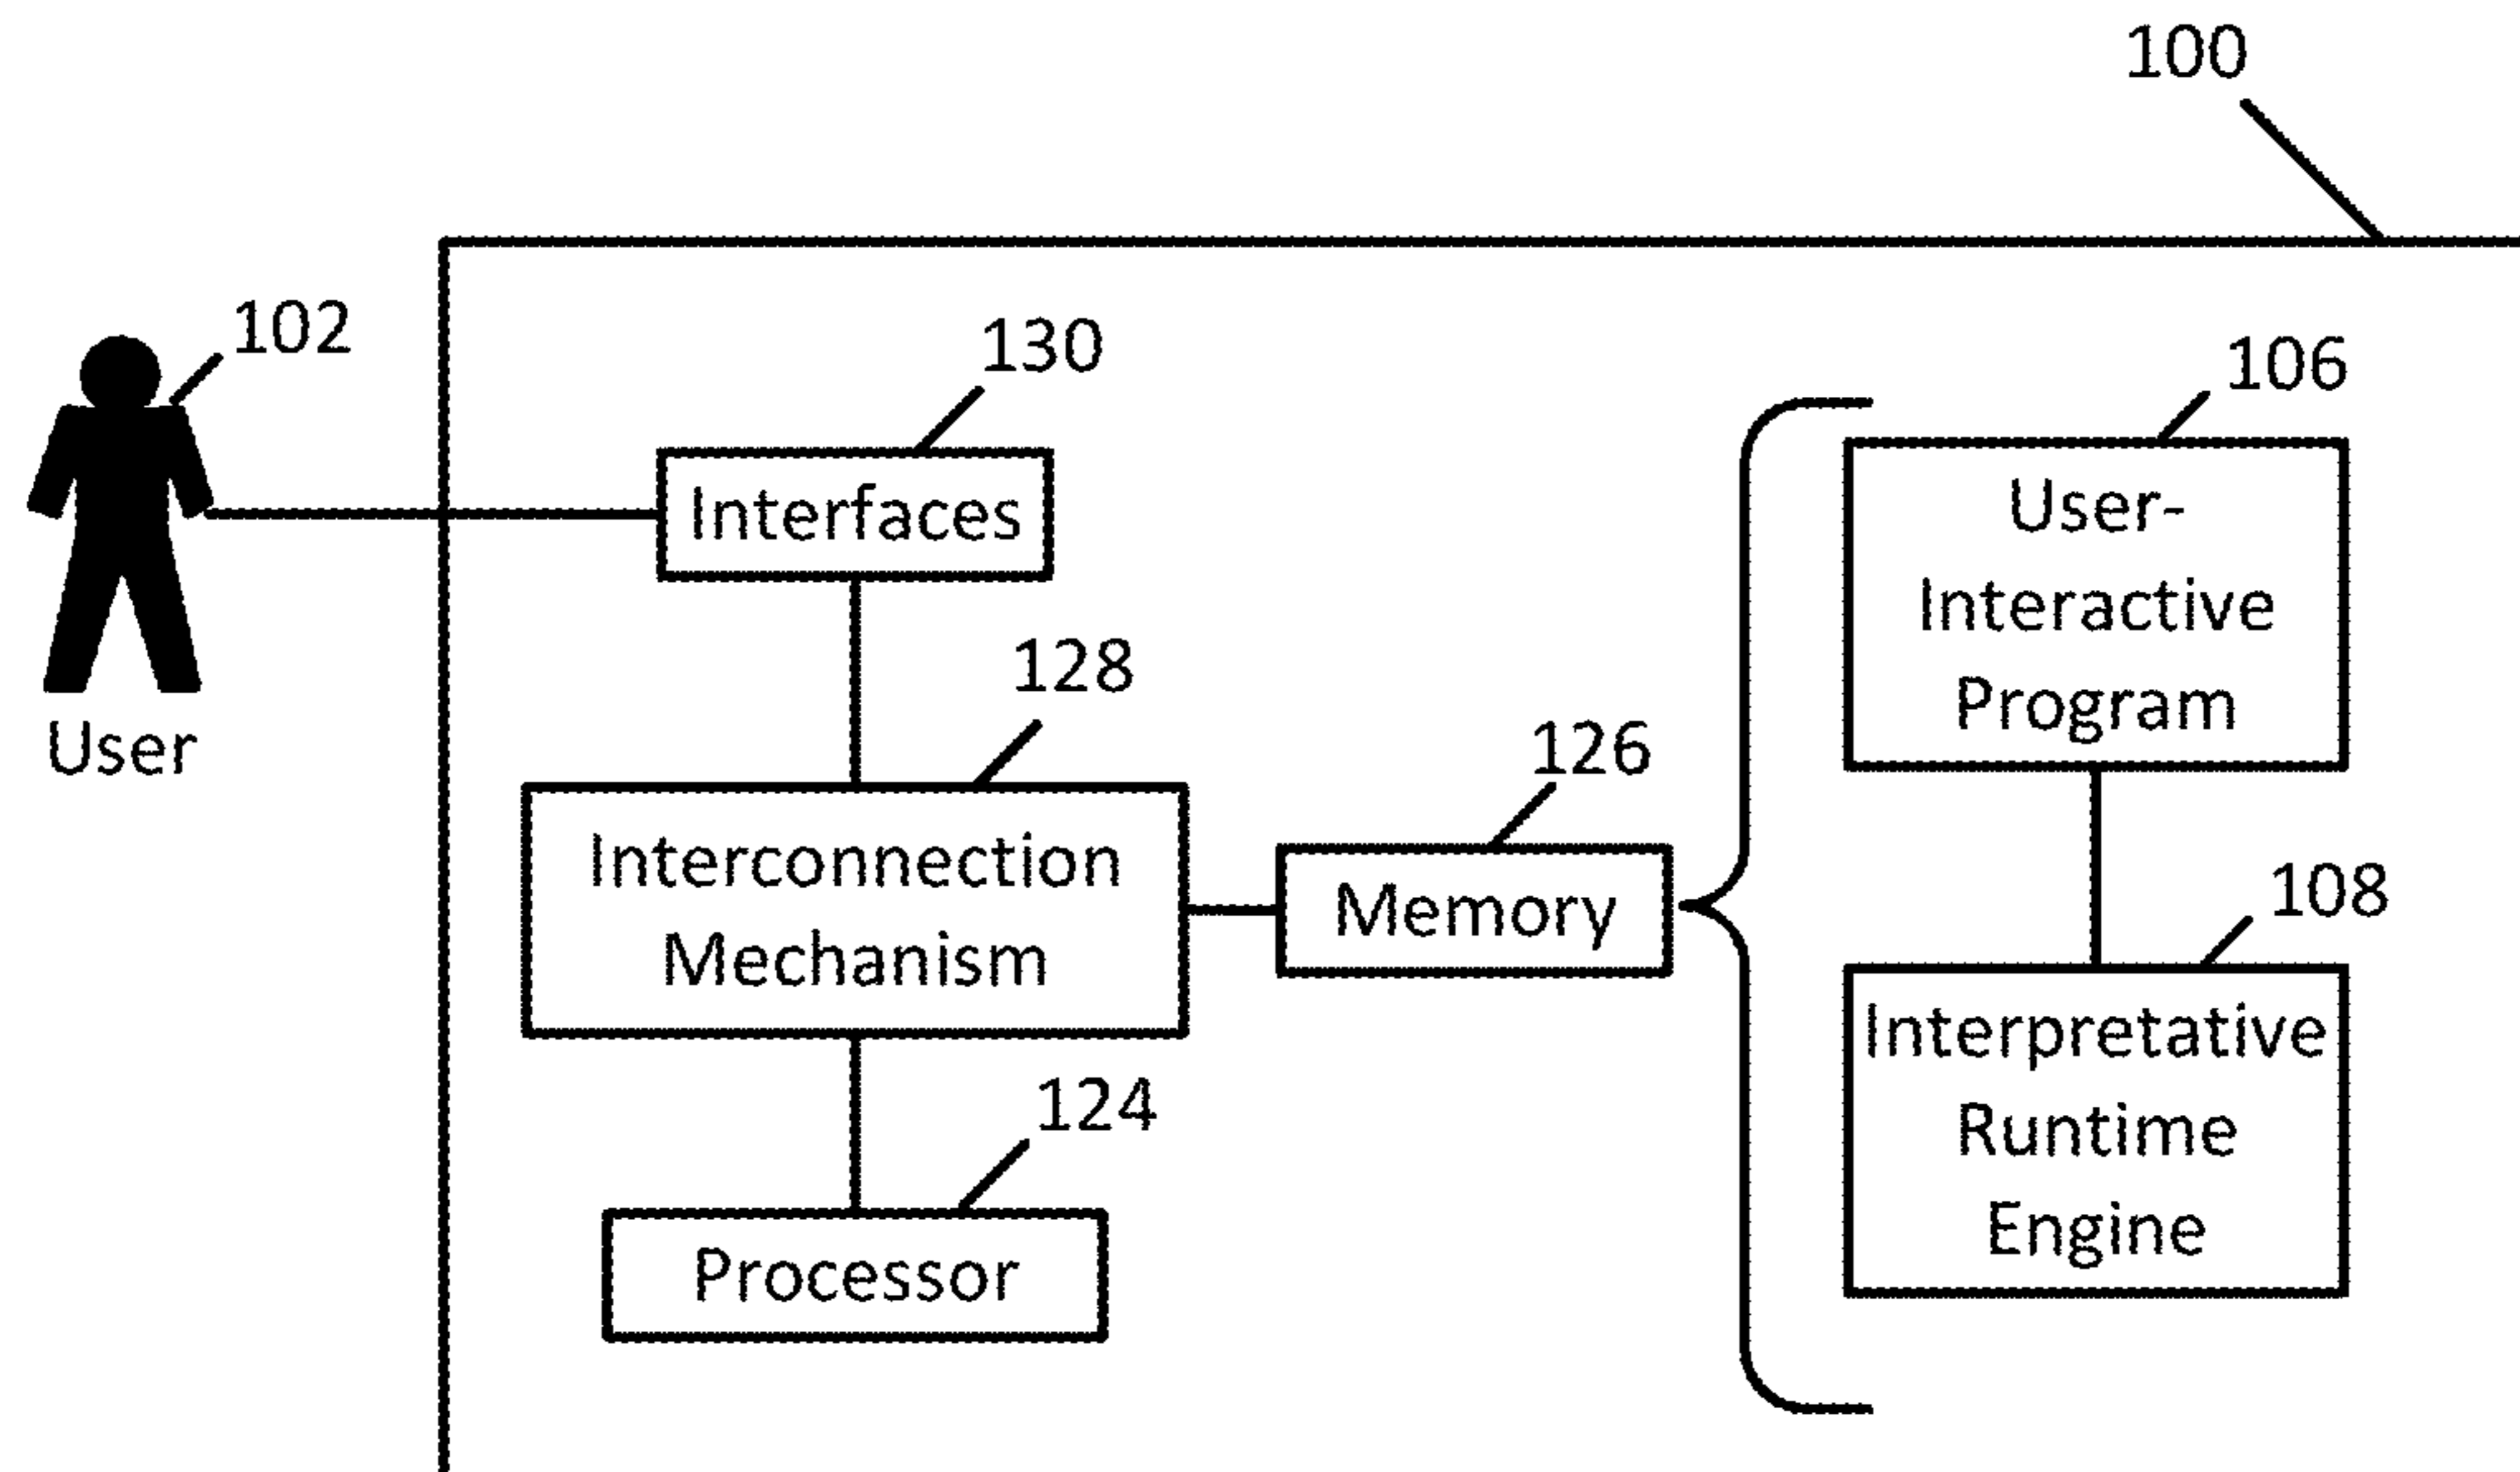 100
102
130
106
Interfaces
User-
Interactive
Program
128
User
126
Interconnection
Mechanism
Memory
108
124
Interpretative
Runtime
Engine
Processor